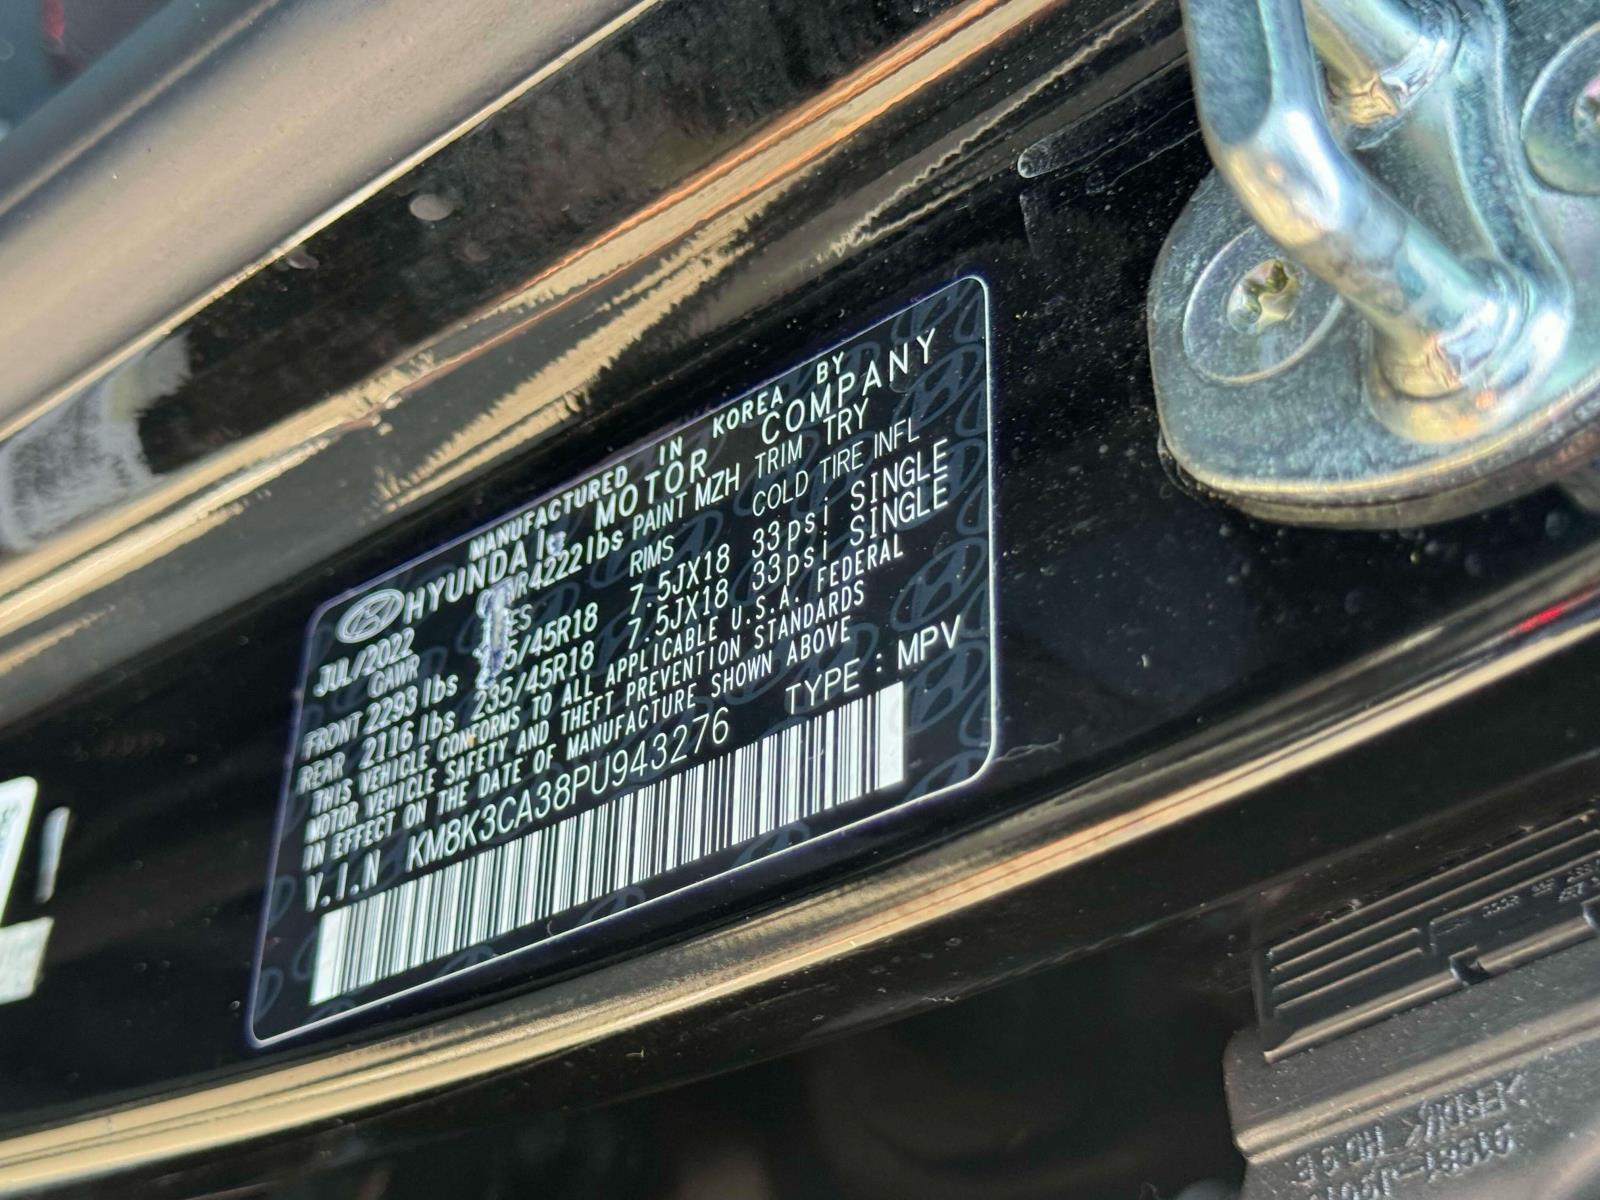 MANUFACTURED IN KOREA BY
HYUNDAI MOTOR COMPANY
JUL/2022 4222lbs PAINT MZH TRIM TRY
GAWR RIMS COLD TIRE INFL
FRONT 2293lbs 7.5JX18 33psi SINGLE
REAR 2116lbs 235/45R18 7.5JX18 33psi SINGLE
THIS VEHICLE CONFORMS TO ALL APPLICABLE U.S.A. FEDERAL
MOTOR VEHICLE SAFETY AND THEFT PREVENTION STANDARDS
IN EFFECT ON THE DATE OF MANUFACTURE SHOWN ABOVE
V.I.N KM8K3CA38PU943276 TYPE : MPV